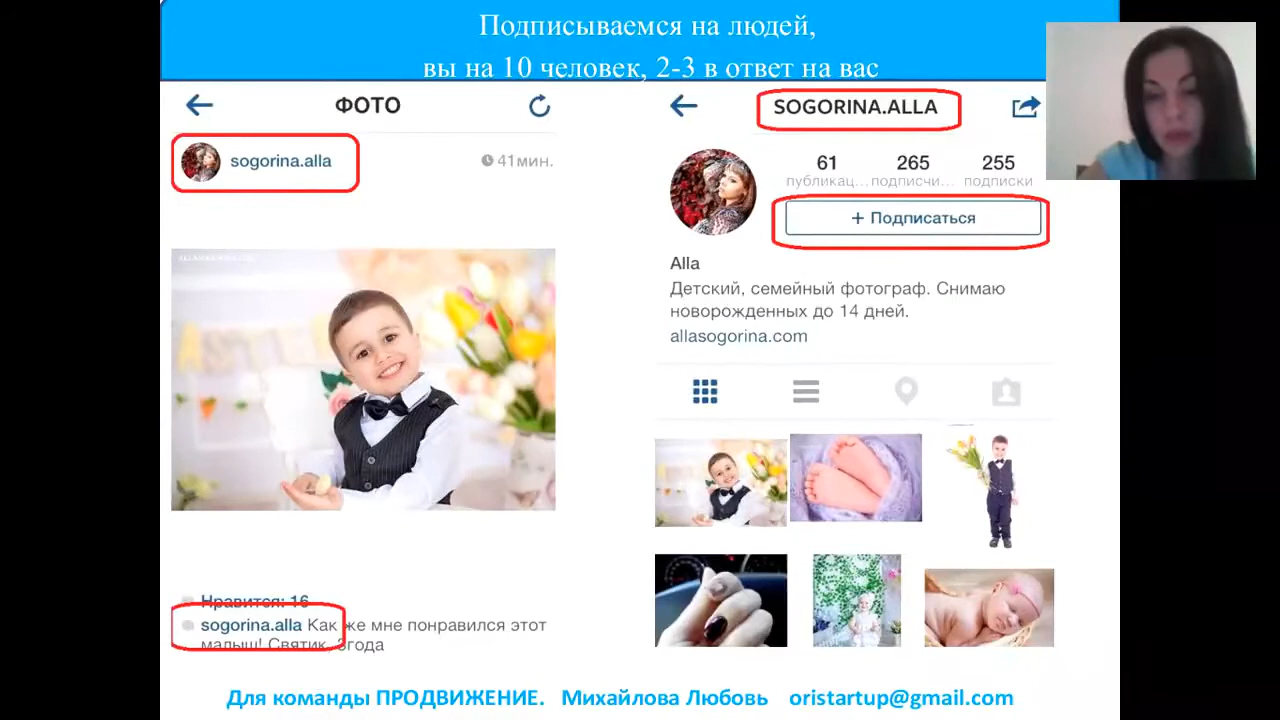 Подписываемся на людей,
вы на 10 человек, 2-3 в ответ на вас
ФОТО
sogorina.alla
41мин.
Нравится: 16
sogorina.alla Как же мне понравился этот
малыш! Святик, 3года
SOGORINA.ALLA
61 265 255
публикац... подписчи... подписки
+ Подписаться
Alla
Детский, семейный фотограф. Снимаю
новорожденных до 14 дней.
allasogorina.com
Для команды ПРОДВИЖЕНИЕ. Михайлова Любовь oristartup@gmail.com